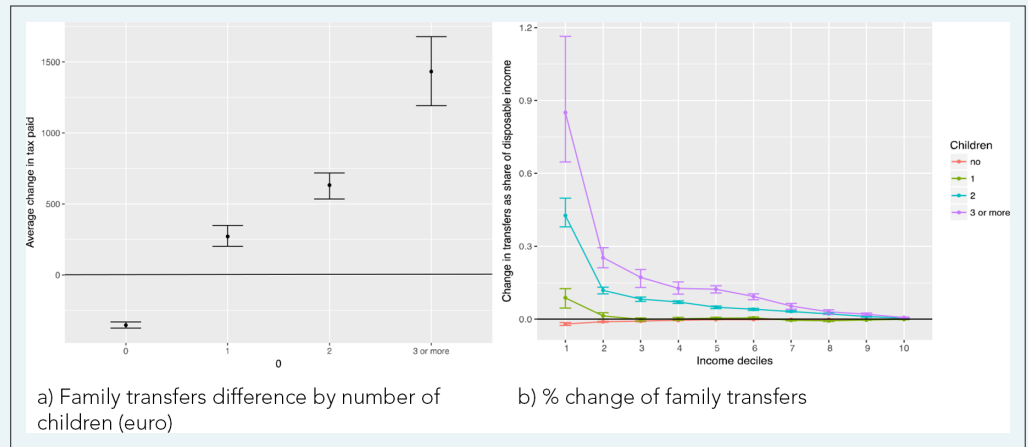 Average change in tax paid
1500
1000
500
0
0
1
2
3 or more
0
a) Family transfers difference by number of
children (euro)
Change in transfers as share of disposable income
1.2
0.9
0.6
0.3
0.0
1
2
3
4
5
6
7
8
9
10
Income deciles
Children
no
1
2
3 or more
b) % change of family transfers